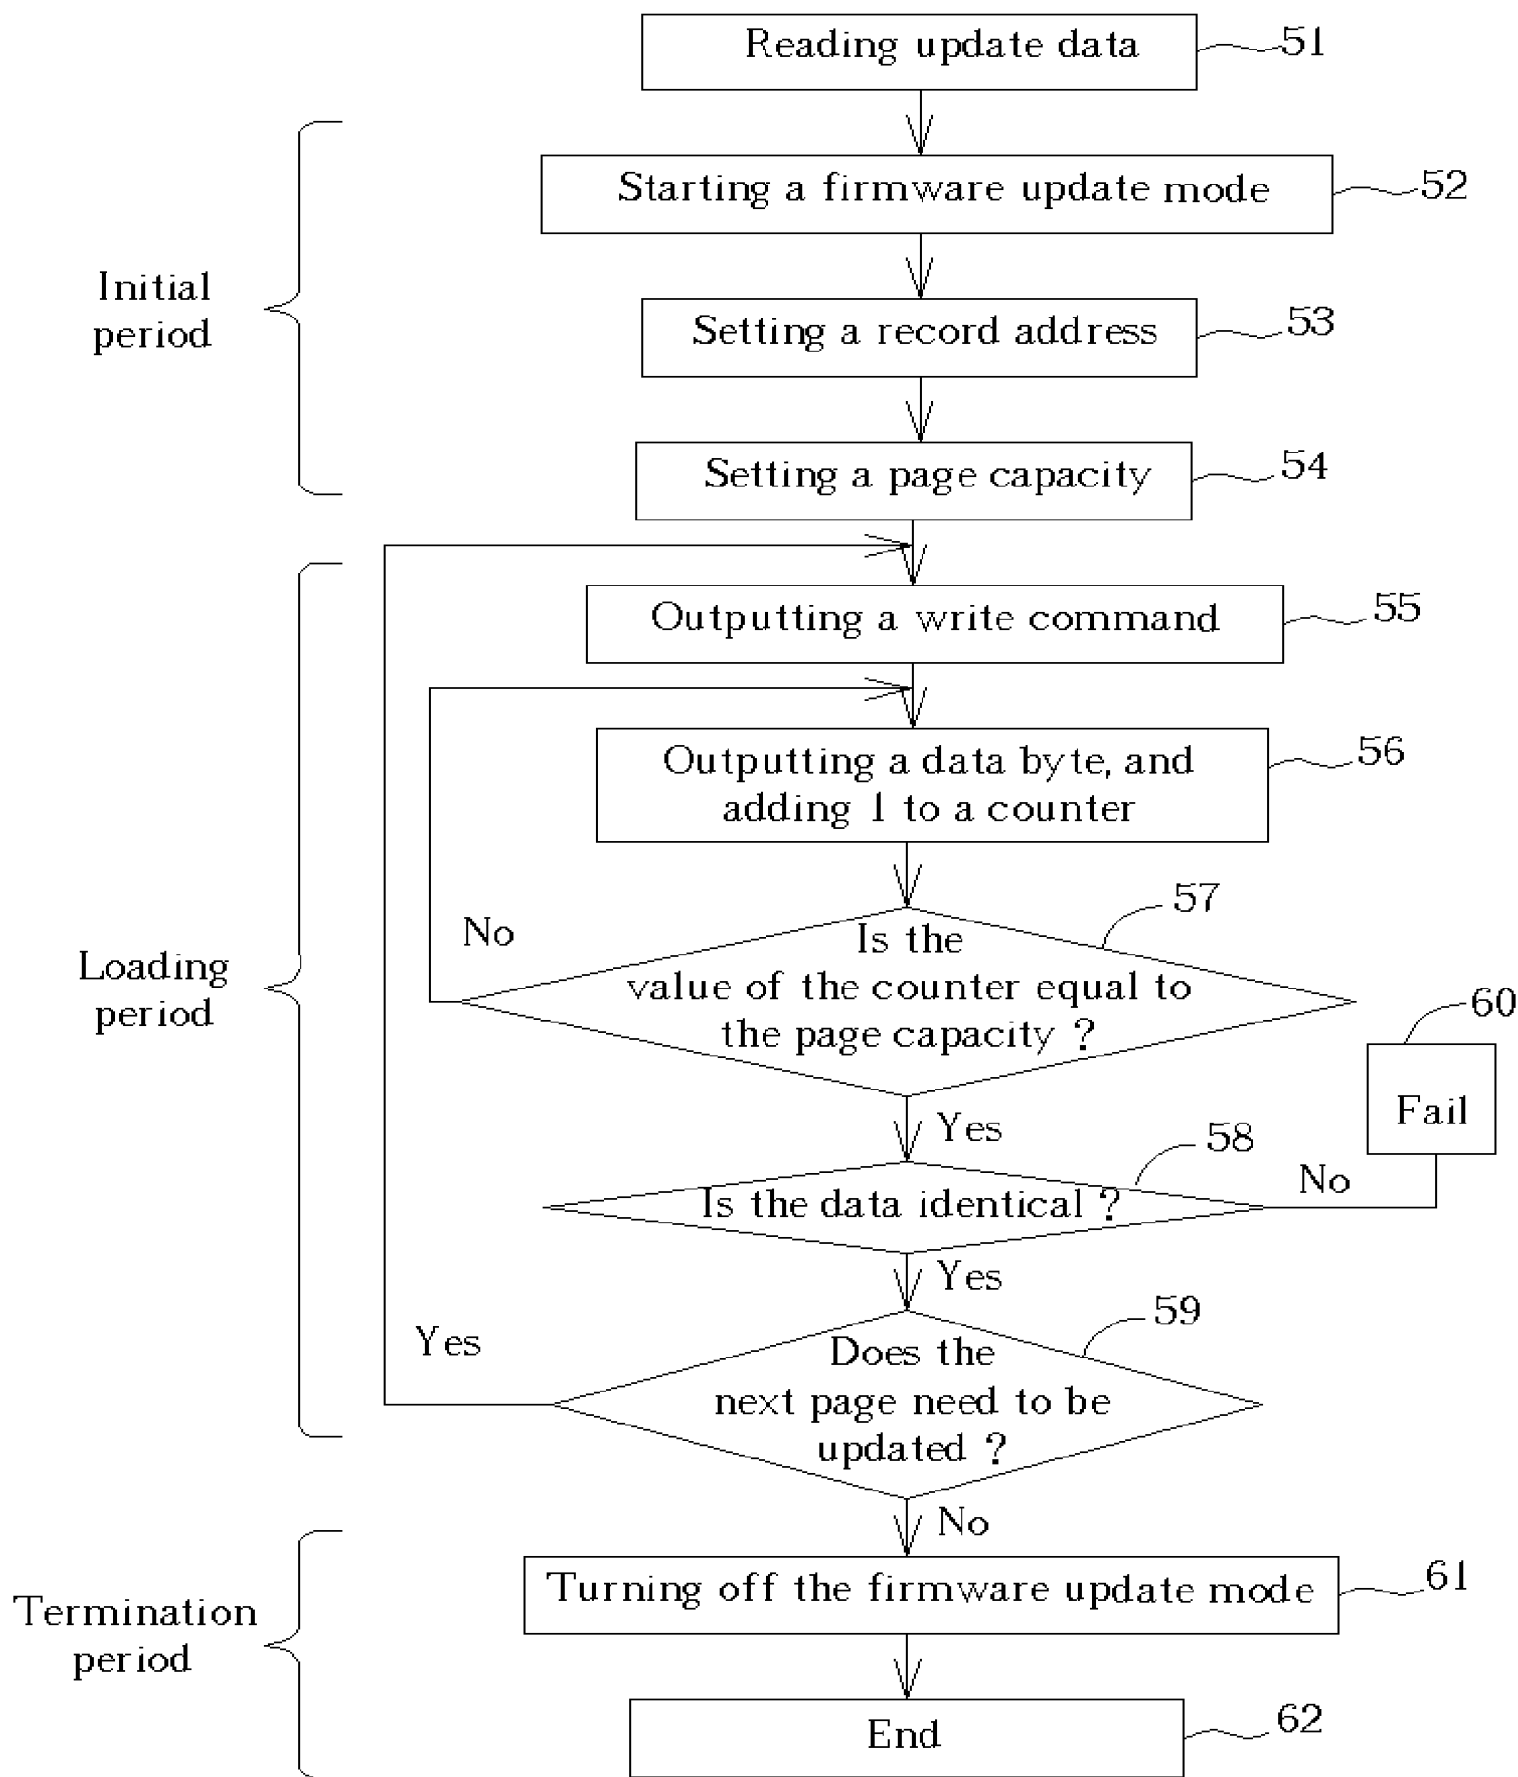 Reading update data
51
Starting a firmware update mode
52
Initial
period
Setting a record address
53
Setting a page capacity
54
Outputting a write command
55
Outputting a data byte, and
adding 1 to a counter
56
Loading
period
57
No
Is the
value of the counter equal to
the page capacity ?
60
Fail
Yes
58
Is the data identical ?
No
Yes
59
Yes
Does the
next page need to be
updated ?
No
Termination
period
Turning off the firmware update mode
61
End
62